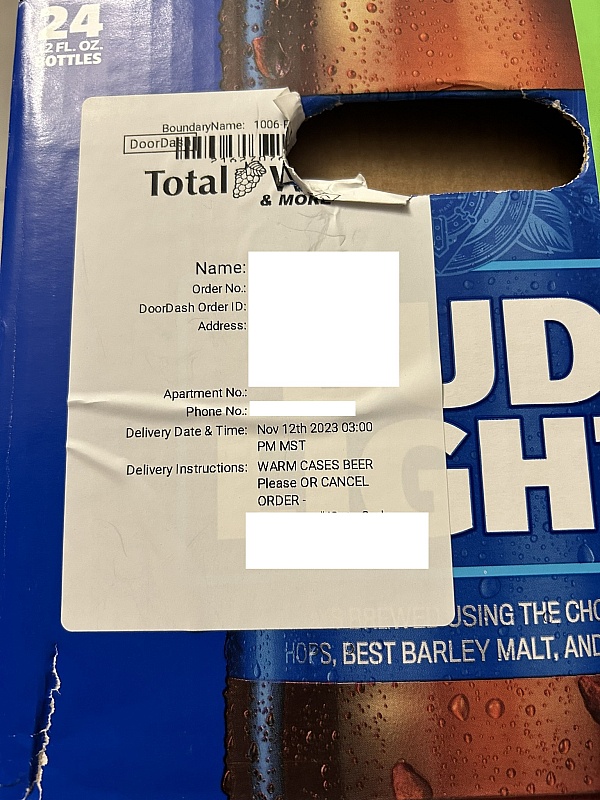 24
FL. OZ.
BOTTLES
BoundaryName: 1006
DoorDash
Total
& MORE
Name:
Order No.:
DoorDash Order ID:
Address:
Apartment No.:
Phone No.:
Delivery Date & Time: Nov 12th 2023 03:00
PM MST
Delivery Instructions: WARM CASES BEER
Please OR CANCEL
ORDER -
UD
GHT
BREWED USING THE CHO
HOPS, BEST BARLEY MALT, AND